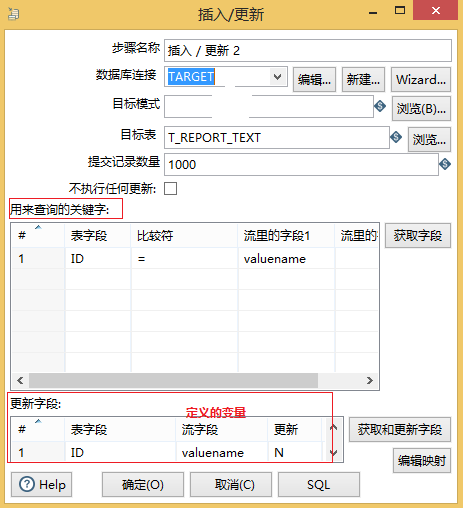 插入/更新
步骤名称 插入 / 更新 2
数据库连接 TARGET 编辑... 新建... Wizard...
目标模式 浏览(B)...
目标表 T_REPORT_TEXT 浏览...
提交记录数量 1000
不执行任何更新:
用来查询的关键字:
# 表字段 比较符 流里的字段1 流里的 获取字段
1 ID = valuename
更新字段:
定义的变量
# 表字段 流字段 更新 获取和更新字段
1 ID valuename N
编辑映射
Help 确定(O) 取消(C) SQL